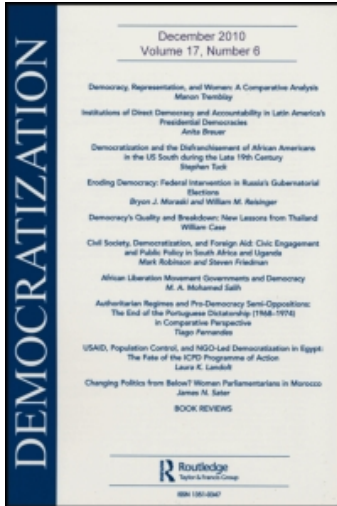 DEMOCRATIZATION
December 2010
Volume 17, Number 6
Democracy, Representation, and Women: A Comparative Analysis
Manon Tremblay
Institutions of Direct Democracy and Accountability in Latin America's
Presidential Democracies
Anita Breuer
Democratization and the Disfranchisement of African Americans
in the US South during the Late 19th Century
Stephen Tuck
Eroding Democracy: Federal Intervention in Russia's Gubernatorial
Elections
Bryon J. Moraski and William M. Reisinger
Democracy's Quality and Breakdown: New Lessons from Thailand
William Case
Civil Society, Democratization, and Foreign Aid: Civic Engagement
and Public Policy in South Africa and Uganda
Mark Robinson and Steven Friedman
African Liberation Movement Governments and Democracy
M. A. Mohamed Salih
Authoritarian Regimes and Pro-Democracy Semi-Oppositions:
The End of the Portuguese Dictatorship (1968–1974)
in Comparative Perspective
Tiago Fernandes
USAID, Population Control, and NGO-Led Democratization in Egypt:
The Fate of the ICPD Programme of Action
Laura K. Landolt
Changing Politics from Below? Women Parliamentarians in Morocco
James N. Sater
BOOK REVIEWS
Routledge
Taylor & Francis Group
ISSN 1351-0347